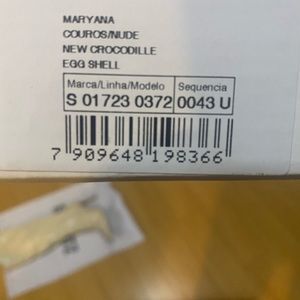 MARYANA
COUROS/NUDE
NEW CROCODILLE
EGG SHELL
Marca/Linha/Modelo Sequencia
S 01723 0372 0043 U
7 909648 198366